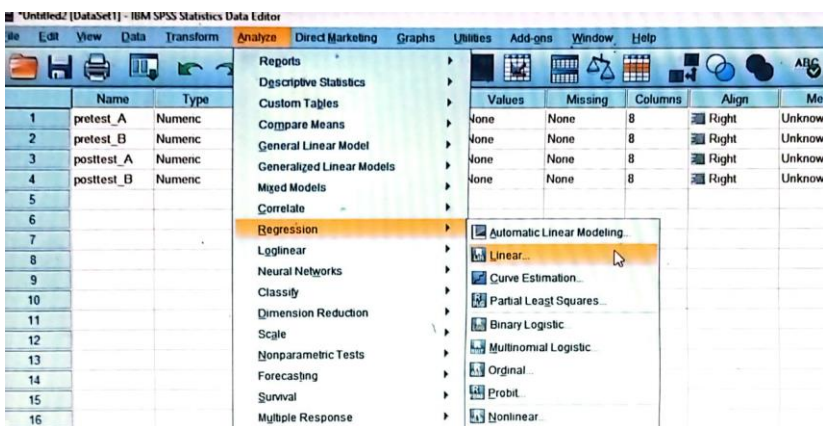 *Untitled2 [DataSet1] - IBM SPSS Statistics Data Editor
ile Edit View Data Transform Analyze Direct Marketing Graphs Utilities Add-ons Window Help
ABC
Name Type Values Missing Columns Align Me
1 pretest_A Numeric None None 8 Right Unknow
2 pretest_B Numeric None None 8 Right Unknow
3 posttest_A Numeric None None 8 Right Unknow
4 posttest_B Numeric None None 8 Right Unknow
5
6
7
8
9
10
11
12
13
14
15
16
Reports
Descriptive Statistics
Custom Tables
Compare Means
General Linear Model
Generalized Linear Models
Mixed Models
Correlate
Regression
Loglinear
Neural Networks
Classify
Dimension Reduction
Scale
Nonparametric Tests
Forecasting
Survival
Multiple Response
Automatic Linear Modeling...
Linear...
Curve Estimation...
Partial Least Squares...
Binary Logistic...
Multinomial Logistic...
Ordinal...
Probit...
Nonlinear...